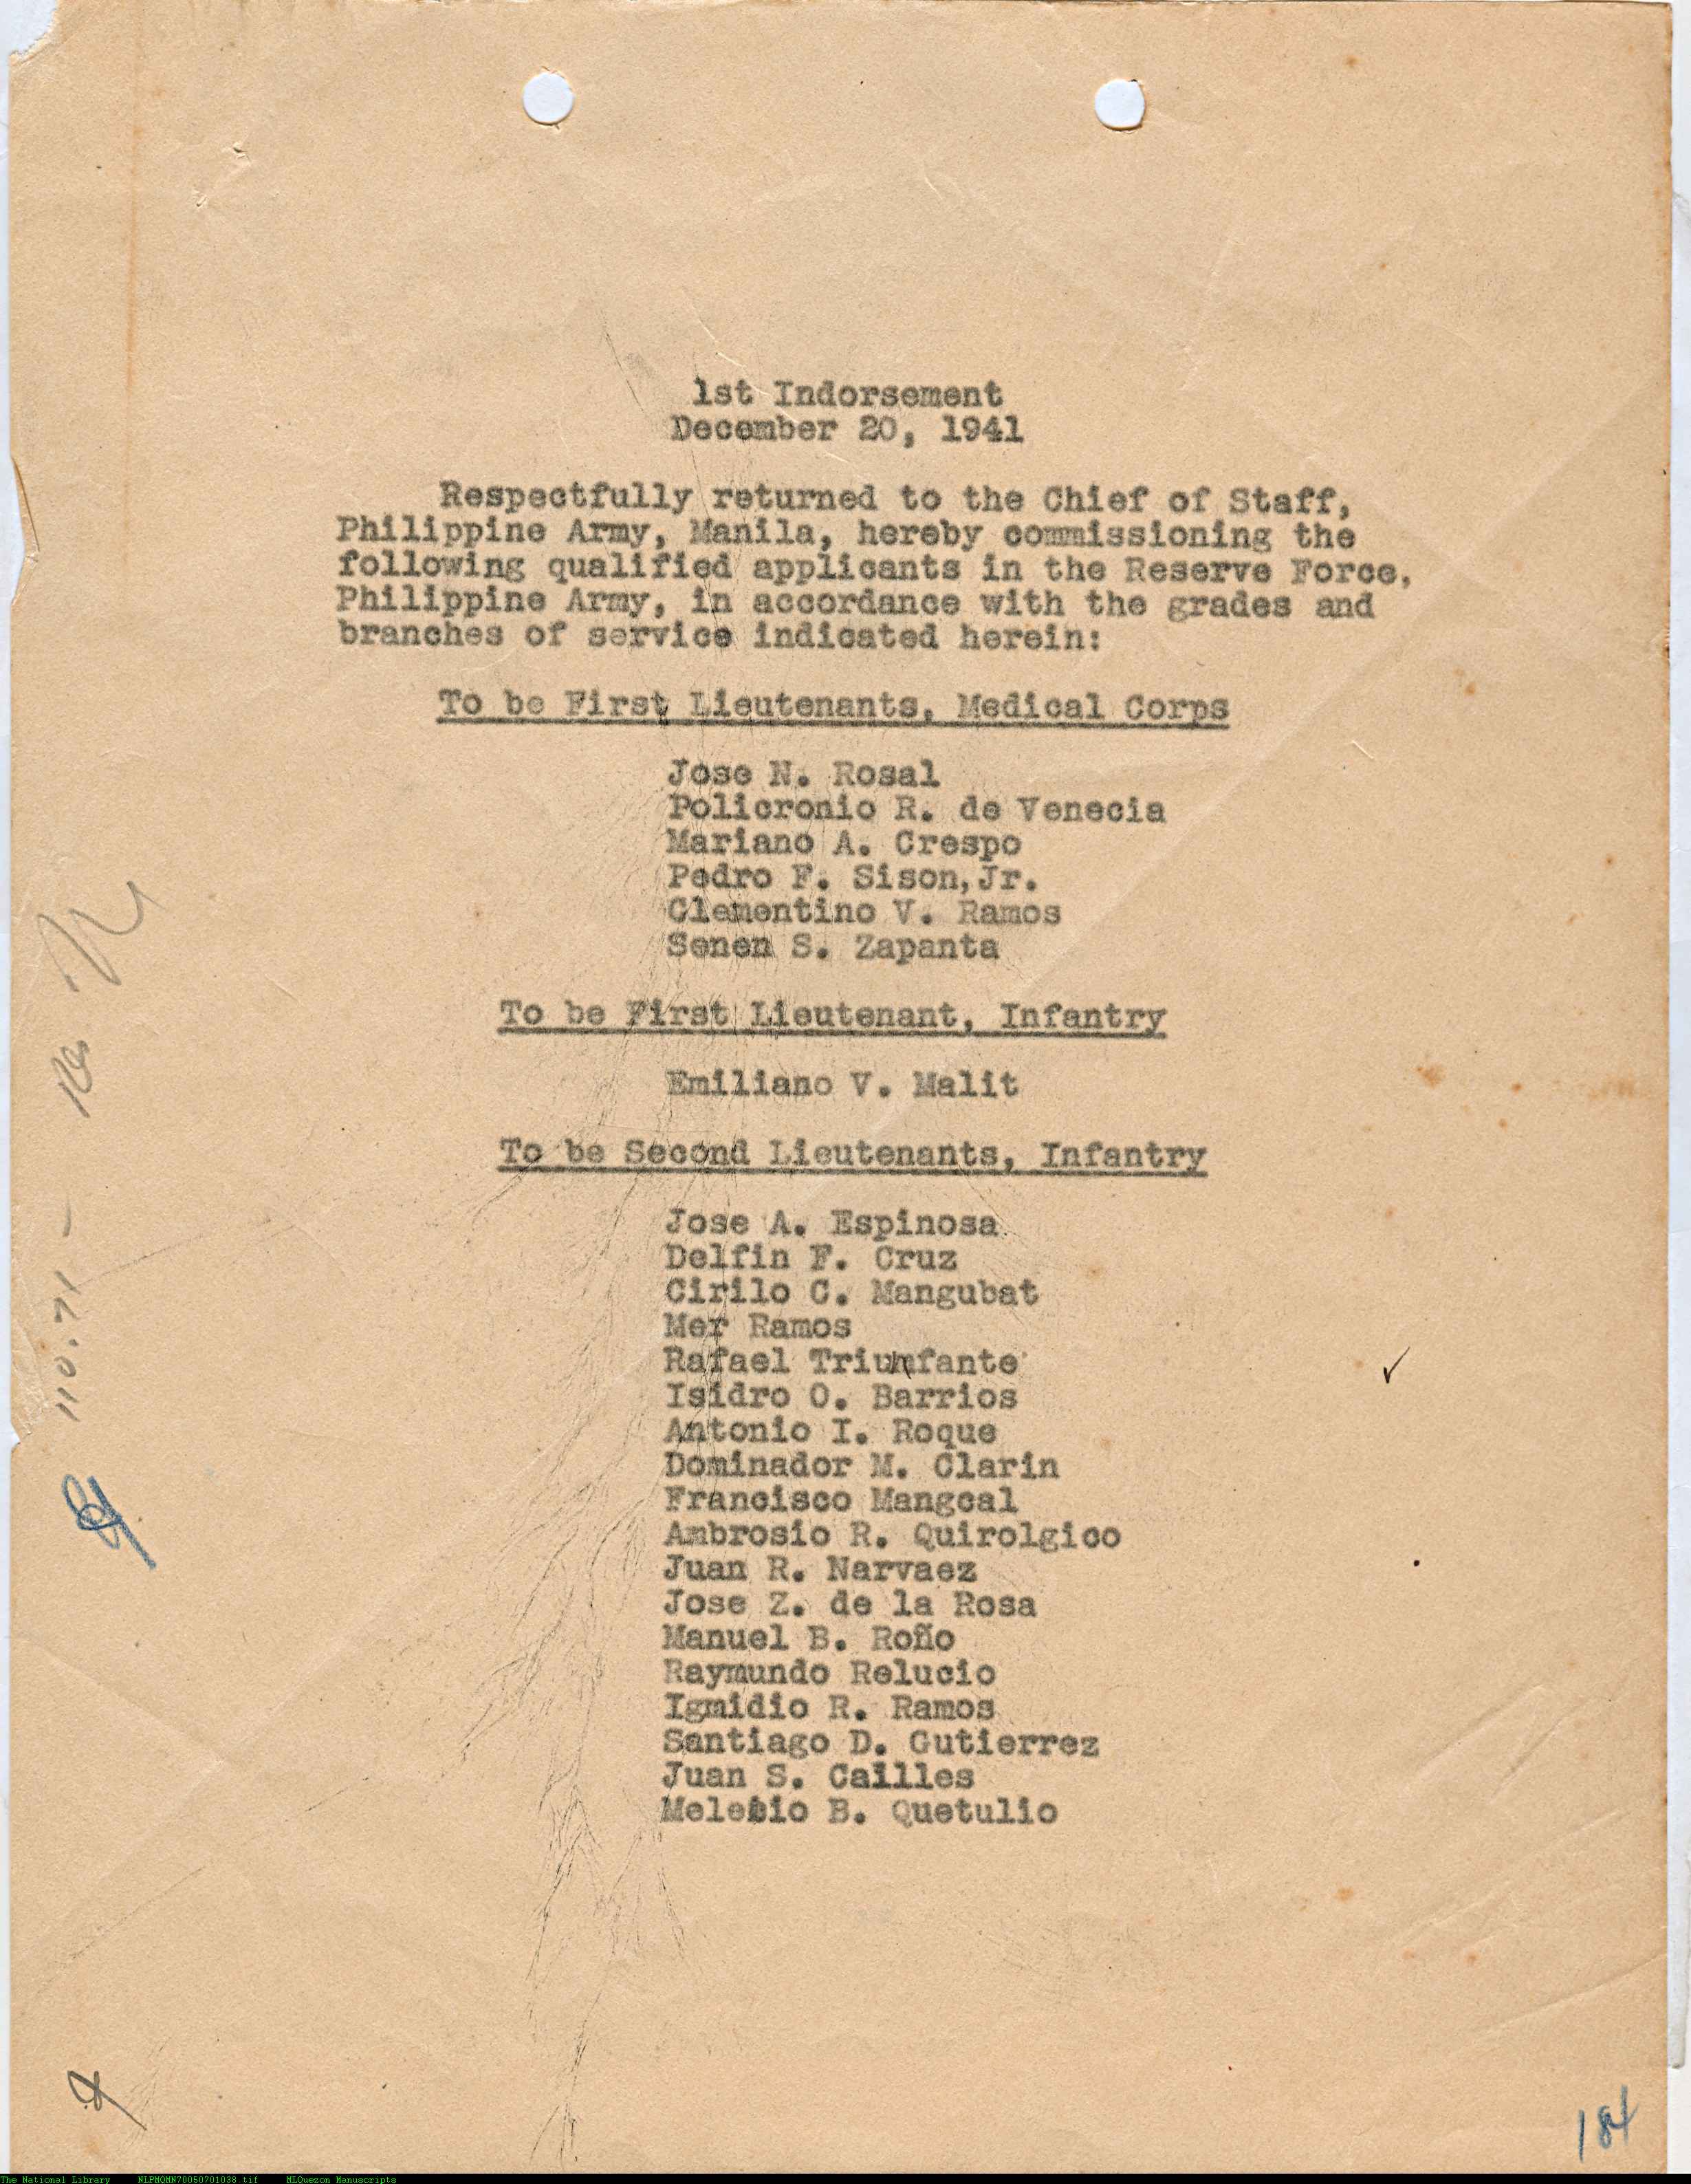 1st Indorsement
December 20, 1941
Respectfully returned to the Chief of Staff,
Philippine Army, Manila, hereby commissioning the
following qualified applicants in the Reserve Force,
Philippine Army, in accordance with the grades and
branches of service indicated herein:
To be First Lieutenants, Medical Corps
Jose N. Rosal
Policronio R. de Venecia
Mariano A. Crespo
Pedro F. Sison,Jr.
Clementino V. Ramos
Senen S. Zapanta
To be First Lieutenant, Infantry
Emiliano V. Malit
To be Second Lieutenants, Infantry
Jose A. Espinosa
Delfin F. Cruz
Cirilo C. Mangubat
Mer Ramos
Rafael Triunfante
Isidro O. Barrios
Antonio I. Roque
Dominador M. Clarin
Francisco Mangcal
Ambrosio R. Quirolgico
Juan R. Narvaez
Jose Z. de la Rosa
Manuel B. Roño
Raymundo Relucio
Igmidio R. Ramos
Santiago D. Gutierrez
Juan S. Cailles
Melecio B. Quetulio
110.71 -
184
The National Library NLPMQMN70050701038.tif MLQuezon Manuscripts